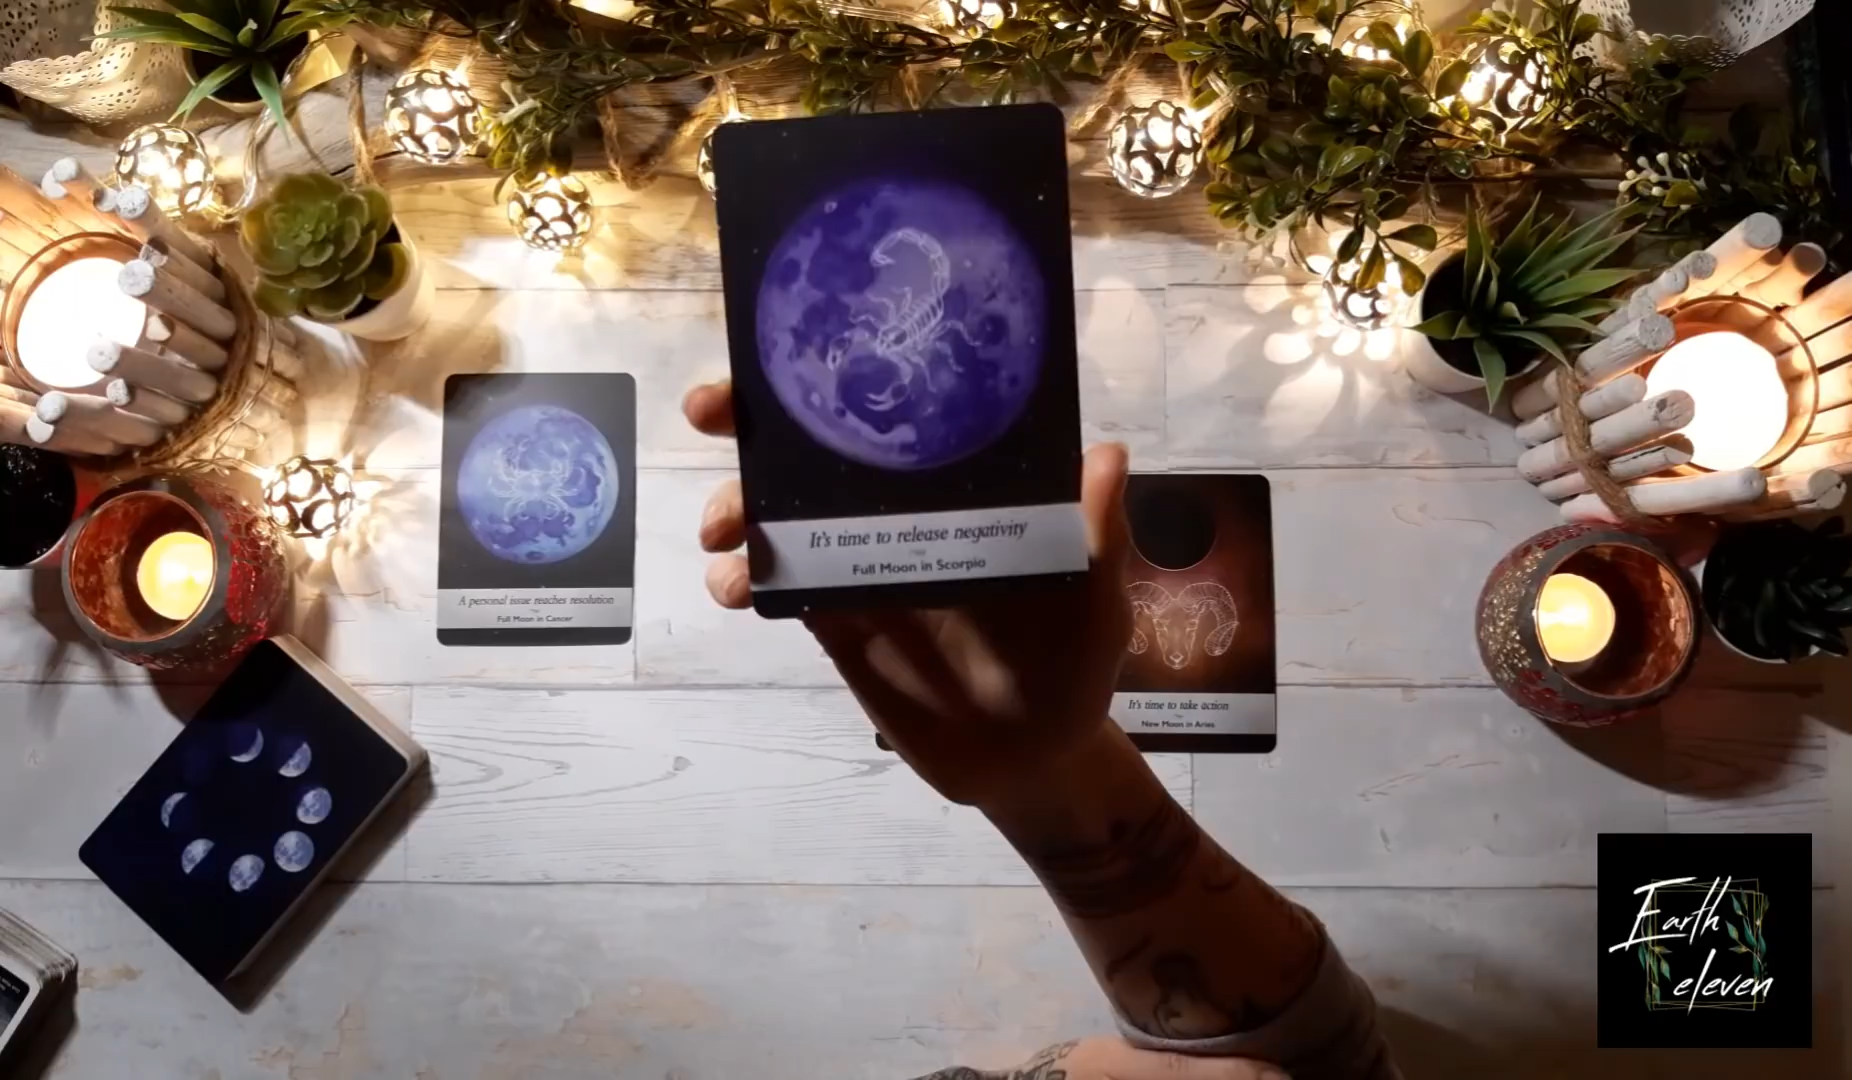 It's time to release negativity
Full Moon in Scorpio
A personal issue reaches resolution
Full Moon in Cancer
It's time to take action
New Moon in Aries
Earth
eleven